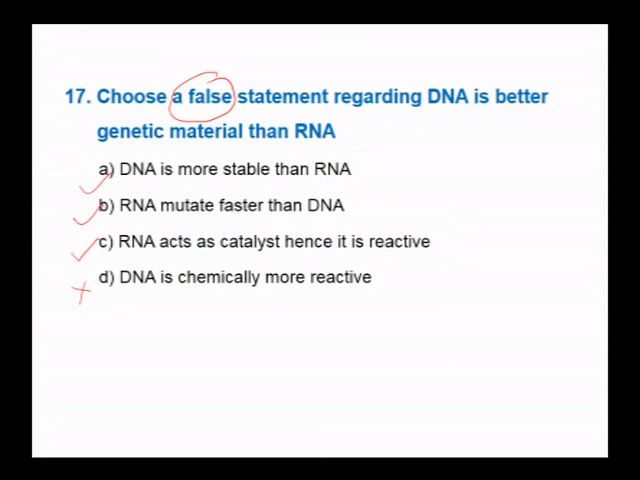 17. Choose a false statement regarding DNA is better
genetic material than RNA
a) DNA is more stable than RNA
b) RNA mutate faster than DNA
c) RNA acts as catalyst hence it is reactive
d) DNA is chemically more reactive